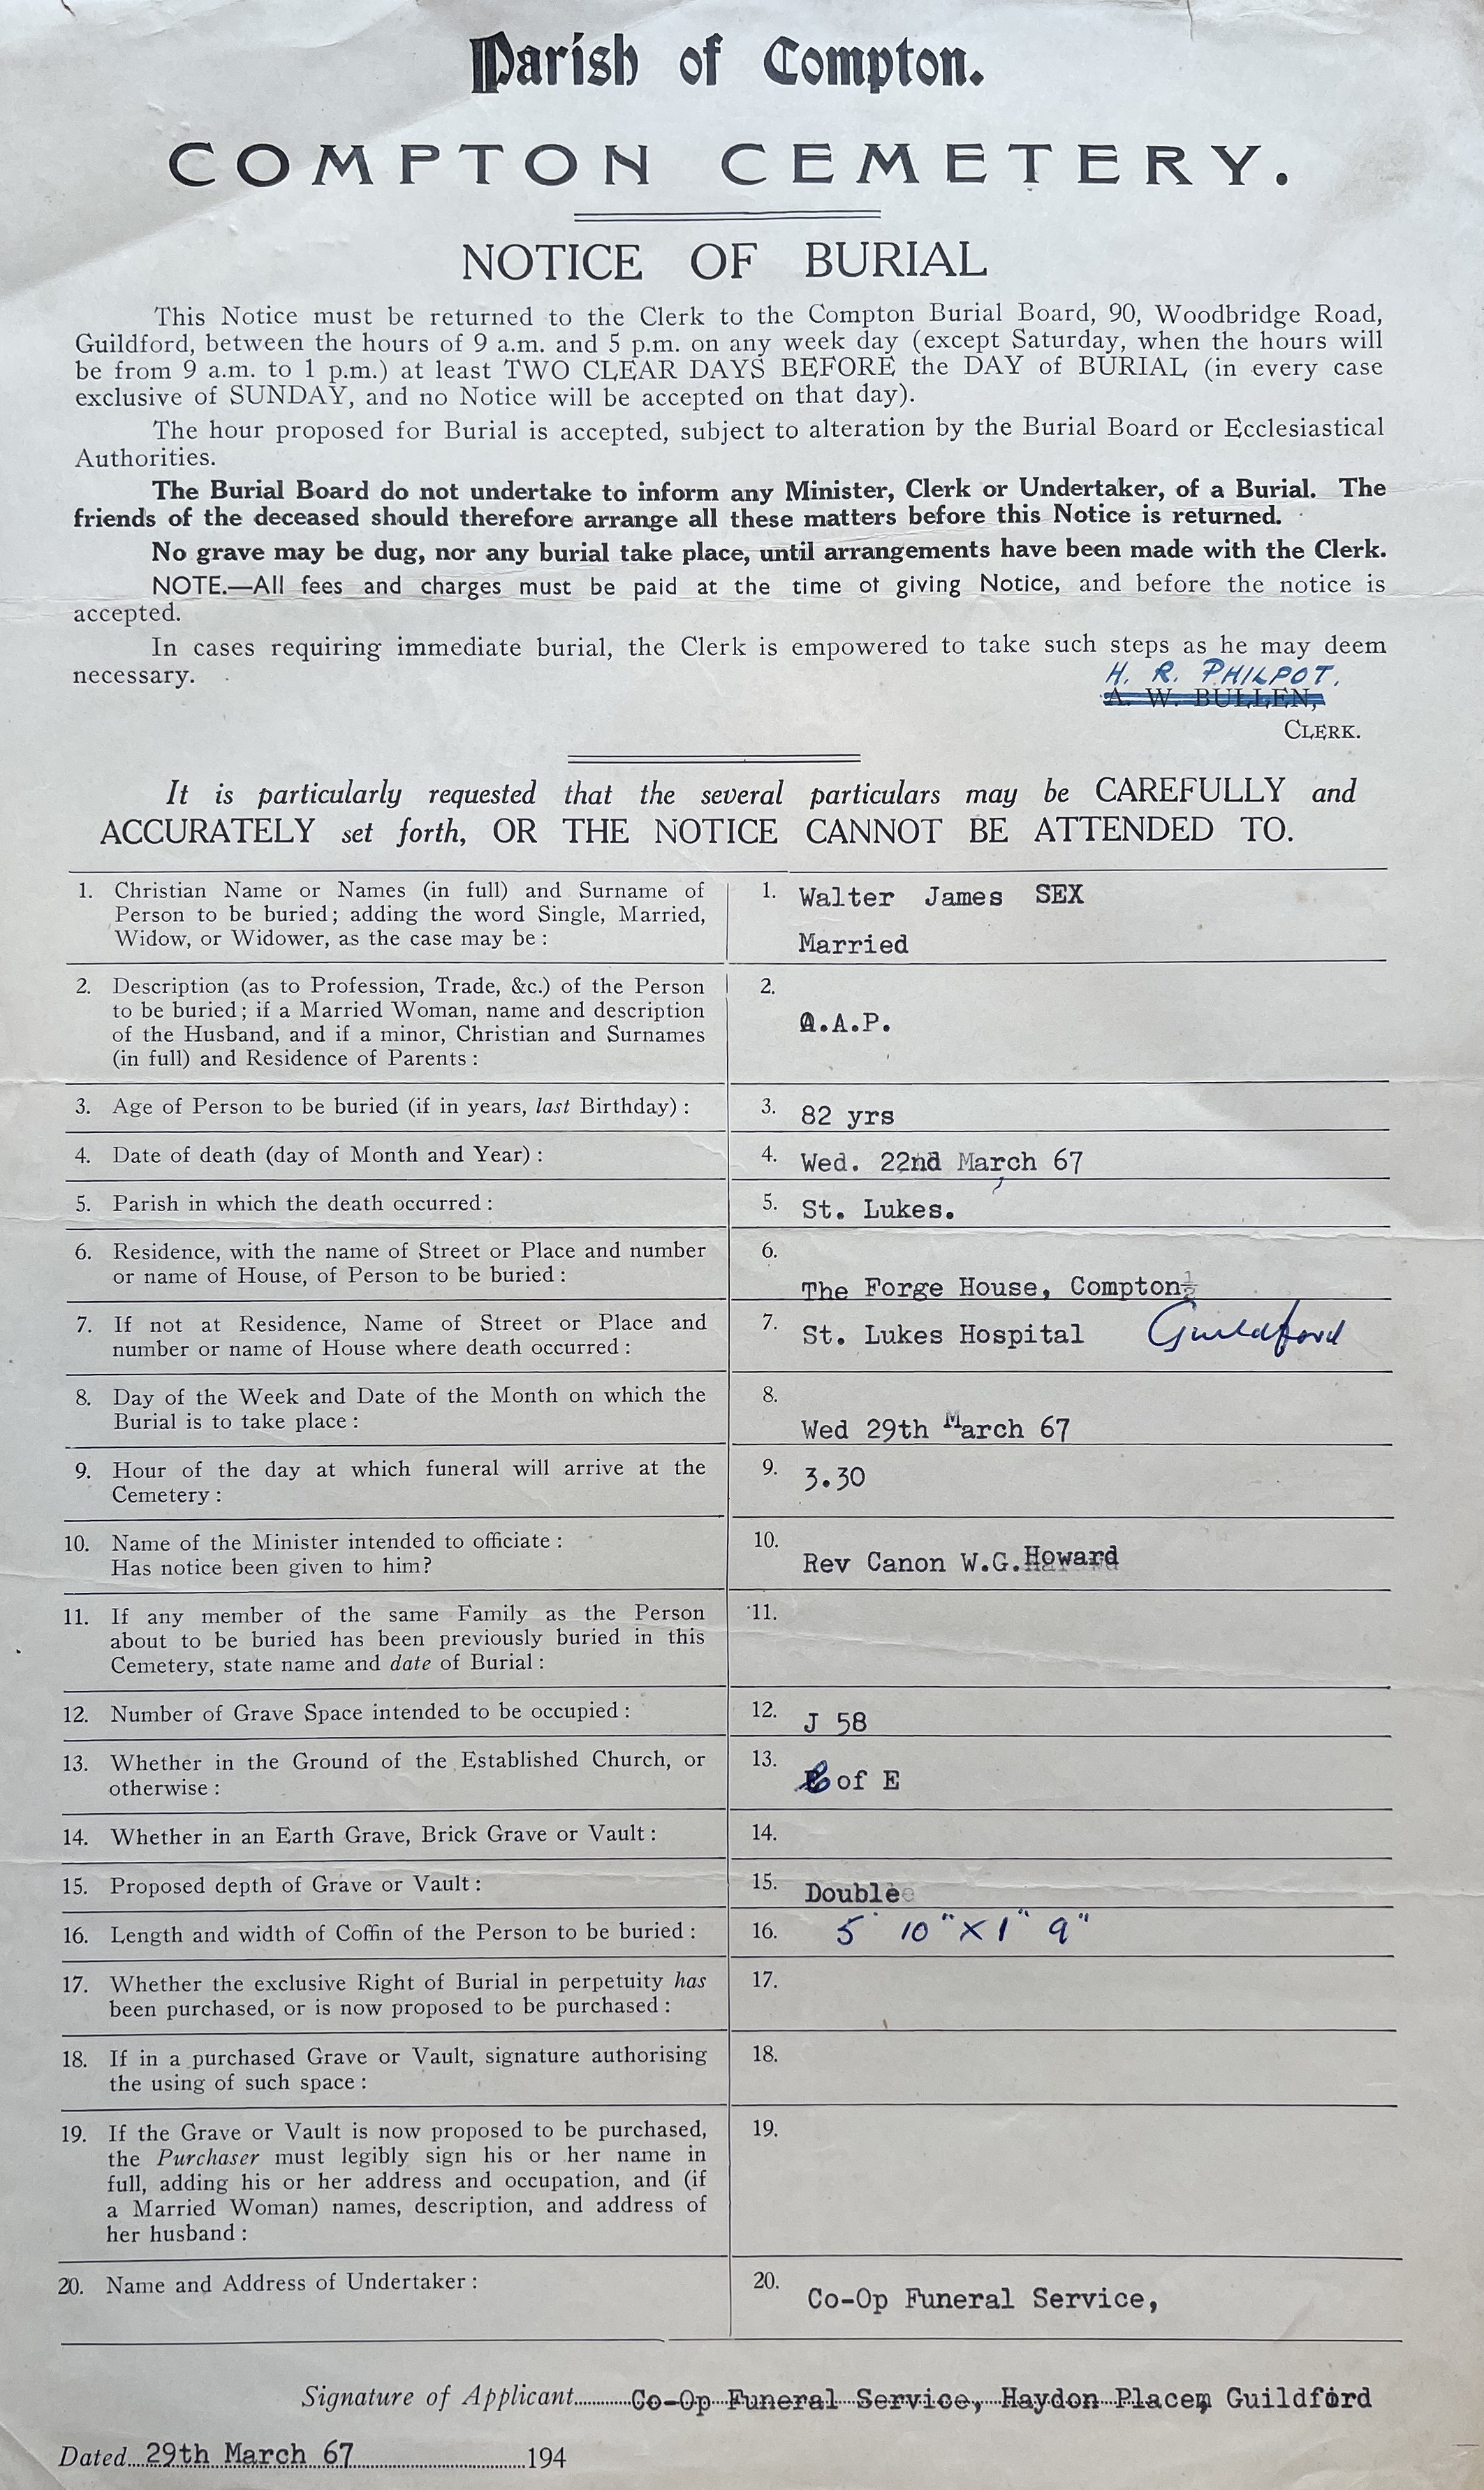 Parish of Compton.
COMPTON CEMETERY.
NOTICE OF BURIAL
This Notice must be returned to the Clerk to the Compton Burial Board, 90, Woodbridge Road,
Guildford, between the hours of 9 a.m. and 5 p.m. on any week day (except Saturday, when the hours will
be from 9 a.m. to 1 p.m.) at least TWO CLEAR DAYS BEFORE the DAY of BURIAL (in every case
exclusive of SUNDAY, and no Notice will be accepted on that day).
The hour proposed for Burial is accepted, subject to alteration by the Burial Board or Ecclesiastical
Authorities.
The Burial Board do not undertake to inform any Minister, Clerk or Undertaker, of a Burial. The
friends of the deceased should therefore arrange all these matters before this Notice is returned.
No grave may be dug, nor any burial take place, until arrangements have been made with the Clerk.
NOTE.—All fees and charges must be paid at the time of giving Notice, and before the notice is
accepted.
In cases requiring immediate burial, the Clerk is empowered to take such steps as he may deem
necessary.
H. R. PHILPOT.
A. W. BULLEN,
CLERK.
It is particularly requested that the several particulars may be CAREFULLY and
ACCURATELY set forth, OR THE NOTICE CANNOT BE ATTENDED TO.
1. Christian Name or Names (in full) and Surname of
Person to be buried; adding the word Single, Married,
Widow, or Widower, as the case may be:
1. Walter James SEX
Married
2. Description (as to Profession, Trade, &c.) of the Person
to be buried; if a Married Woman, name and description
of the Husband, and if a minor, Christian and Surnames
(in full) and Residence of Parents:
2.
O.A.P.
3. Age of Person to be buried (if in years, last Birthday):
3. 82 yrs
4. Date of death (day of Month and Year):
4. Wed. 22nd March 67
5. Parish in which the death occurred:
5. St. Lukes.
6. Residence, with the name of Street or Place and number
or name of House, of Person to be buried:
6.
The Forge House, Compton½
7. If not at Residence, Name of Street or Place and
number or name of House where death occurred:
7. St. Lukes Hospital Guildford
8. Day of the Week and Date of the Month on which the
Burial is to take place:
8.
Wed 29th March 67
9. Hour of the day at which funeral will arrive at the
Cemetery:
9. 3.30
10. Name of the Minister intended to officiate:
Has notice been given to him?
10.
Rev Canon W.G.Howard
11. If any member of the same Family as the Person
about to be buried has been previously buried in this
Cemetery, state name and date of Burial:
11.
12. Number of Grave Space intended to be occupied:
12. J 58
13. Whether in the Ground of the Established Church, or
otherwise:
13.
C of E
14. Whether in an Earth Grave, Brick Grave or Vault:
14.
15. Proposed depth of Grave or Vault:
15. Double
16. Length and width of Coffin of the Person to be buried:
16. 5' 10" X 1" 9"
17. Whether the exclusive Right of Burial in perpetuity has
been purchased, or is now proposed to be purchased:
17.
18. If in a purchased Grave or Vault, signature authorising
the using of such space:
18.
19. If the Grave or Vault is now proposed to be purchased,
the Purchaser must legibly sign his or her name in
full, adding his or her address and occupation, and (if
a Married Woman) names, description, and address of
her husband:
19.
20. Name and Address of Undertaker:
20.
Co-Op Funeral Service,
Signature of Applicant Co-Op Funeral Service, Haydon Place, Guildford
Dated 29th March 67 194